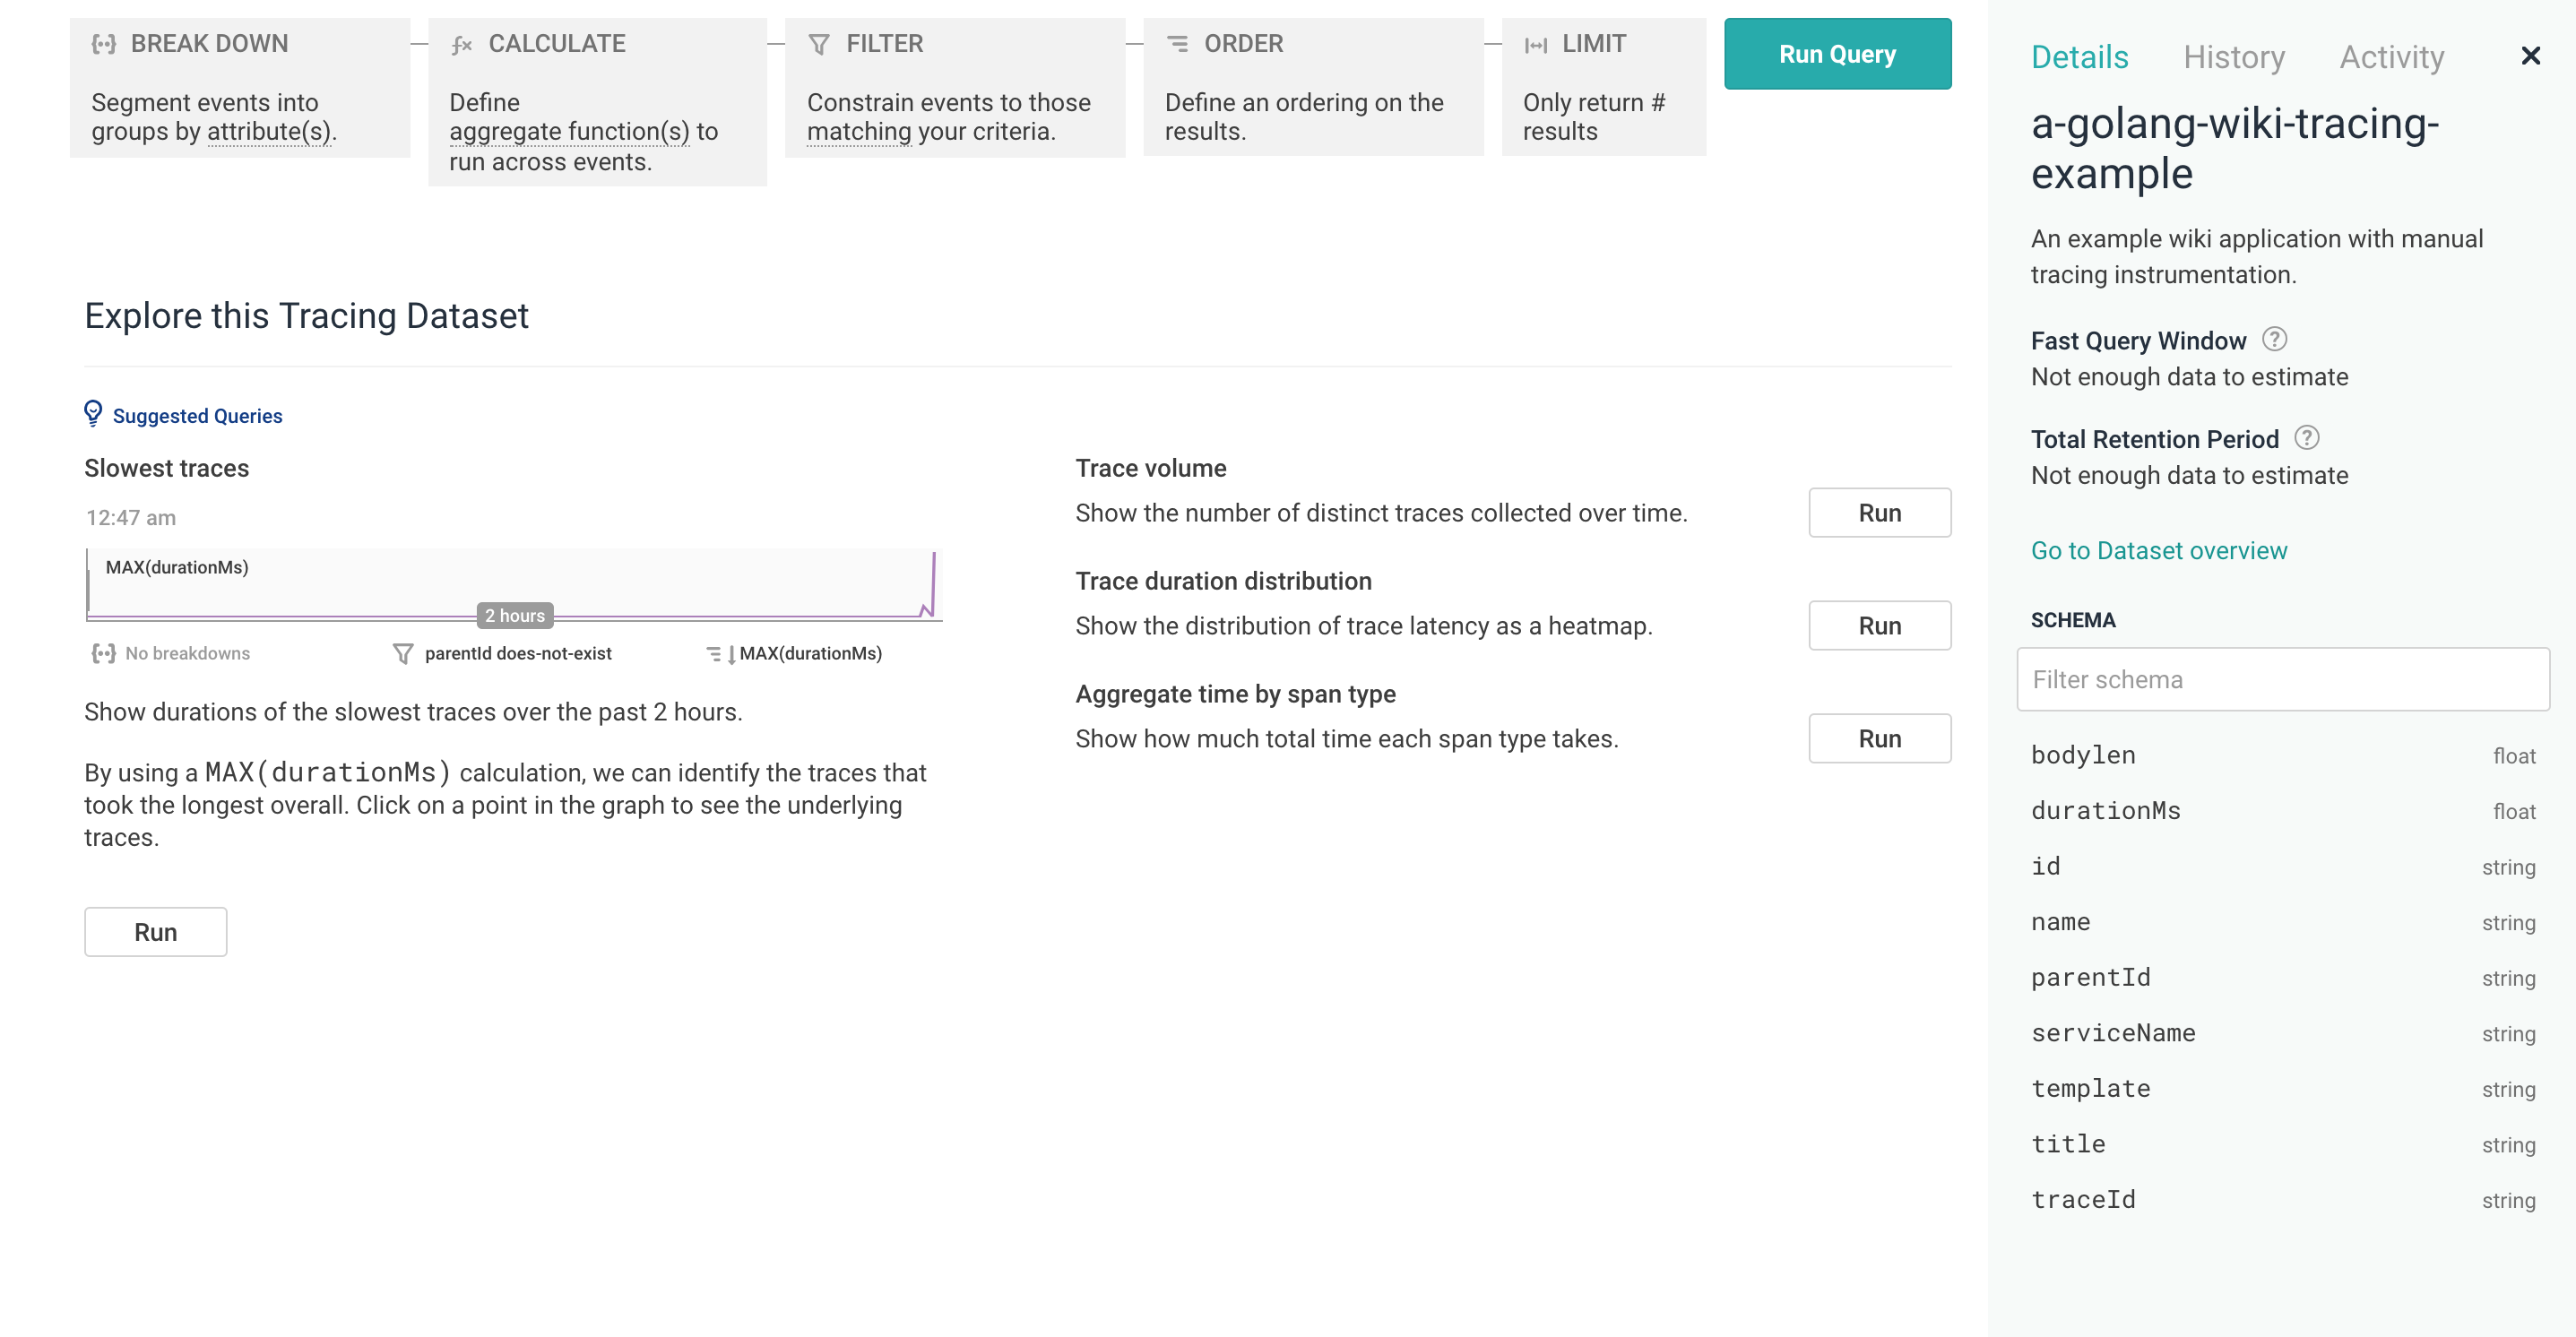 BREAK DOWN
Segment events into
groups by attribute(s).
CALCULATE
Define
aggregate function(s) to
run across events.
FILTER
Constrain events to those
matching your criteria.
ORDER
Define an ordering on the
results.
LIMIT
Only return #
results
Run Query
Explore this Tracing Dataset
Suggested Queries
Slowest traces
12:47 am
MAX(durationMs)
2 hours
No breakdowns
parentId does-not-exist
MAX(durationMs)
Show durations of the slowest traces over the past 2 hours.
By using a MAX(durationMs) calculation, we can identify the traces that
took the longest overall. Click on a point in the graph to see the underlying
traces.
Run
Trace volume
Show the number of distinct traces collected over time.
Run
Trace duration distribution
Show the distribution of trace latency as a heatmap.
Run
Aggregate time by span type
Show how much total time each span type takes.
Run
Details History Activity
a-golang-wiki-tracing-
example
An example wiki application with manual
tracing instrumentation.
Fast Query Window ?
Not enough data to estimate
Total Retention Period ?
Not enough data to estimate
Go to Dataset overview
SCHEMA
Filter schema
bodylen float
durationMs float
id string
name string
parentId string
serviceName string
template string
title string
traceId string